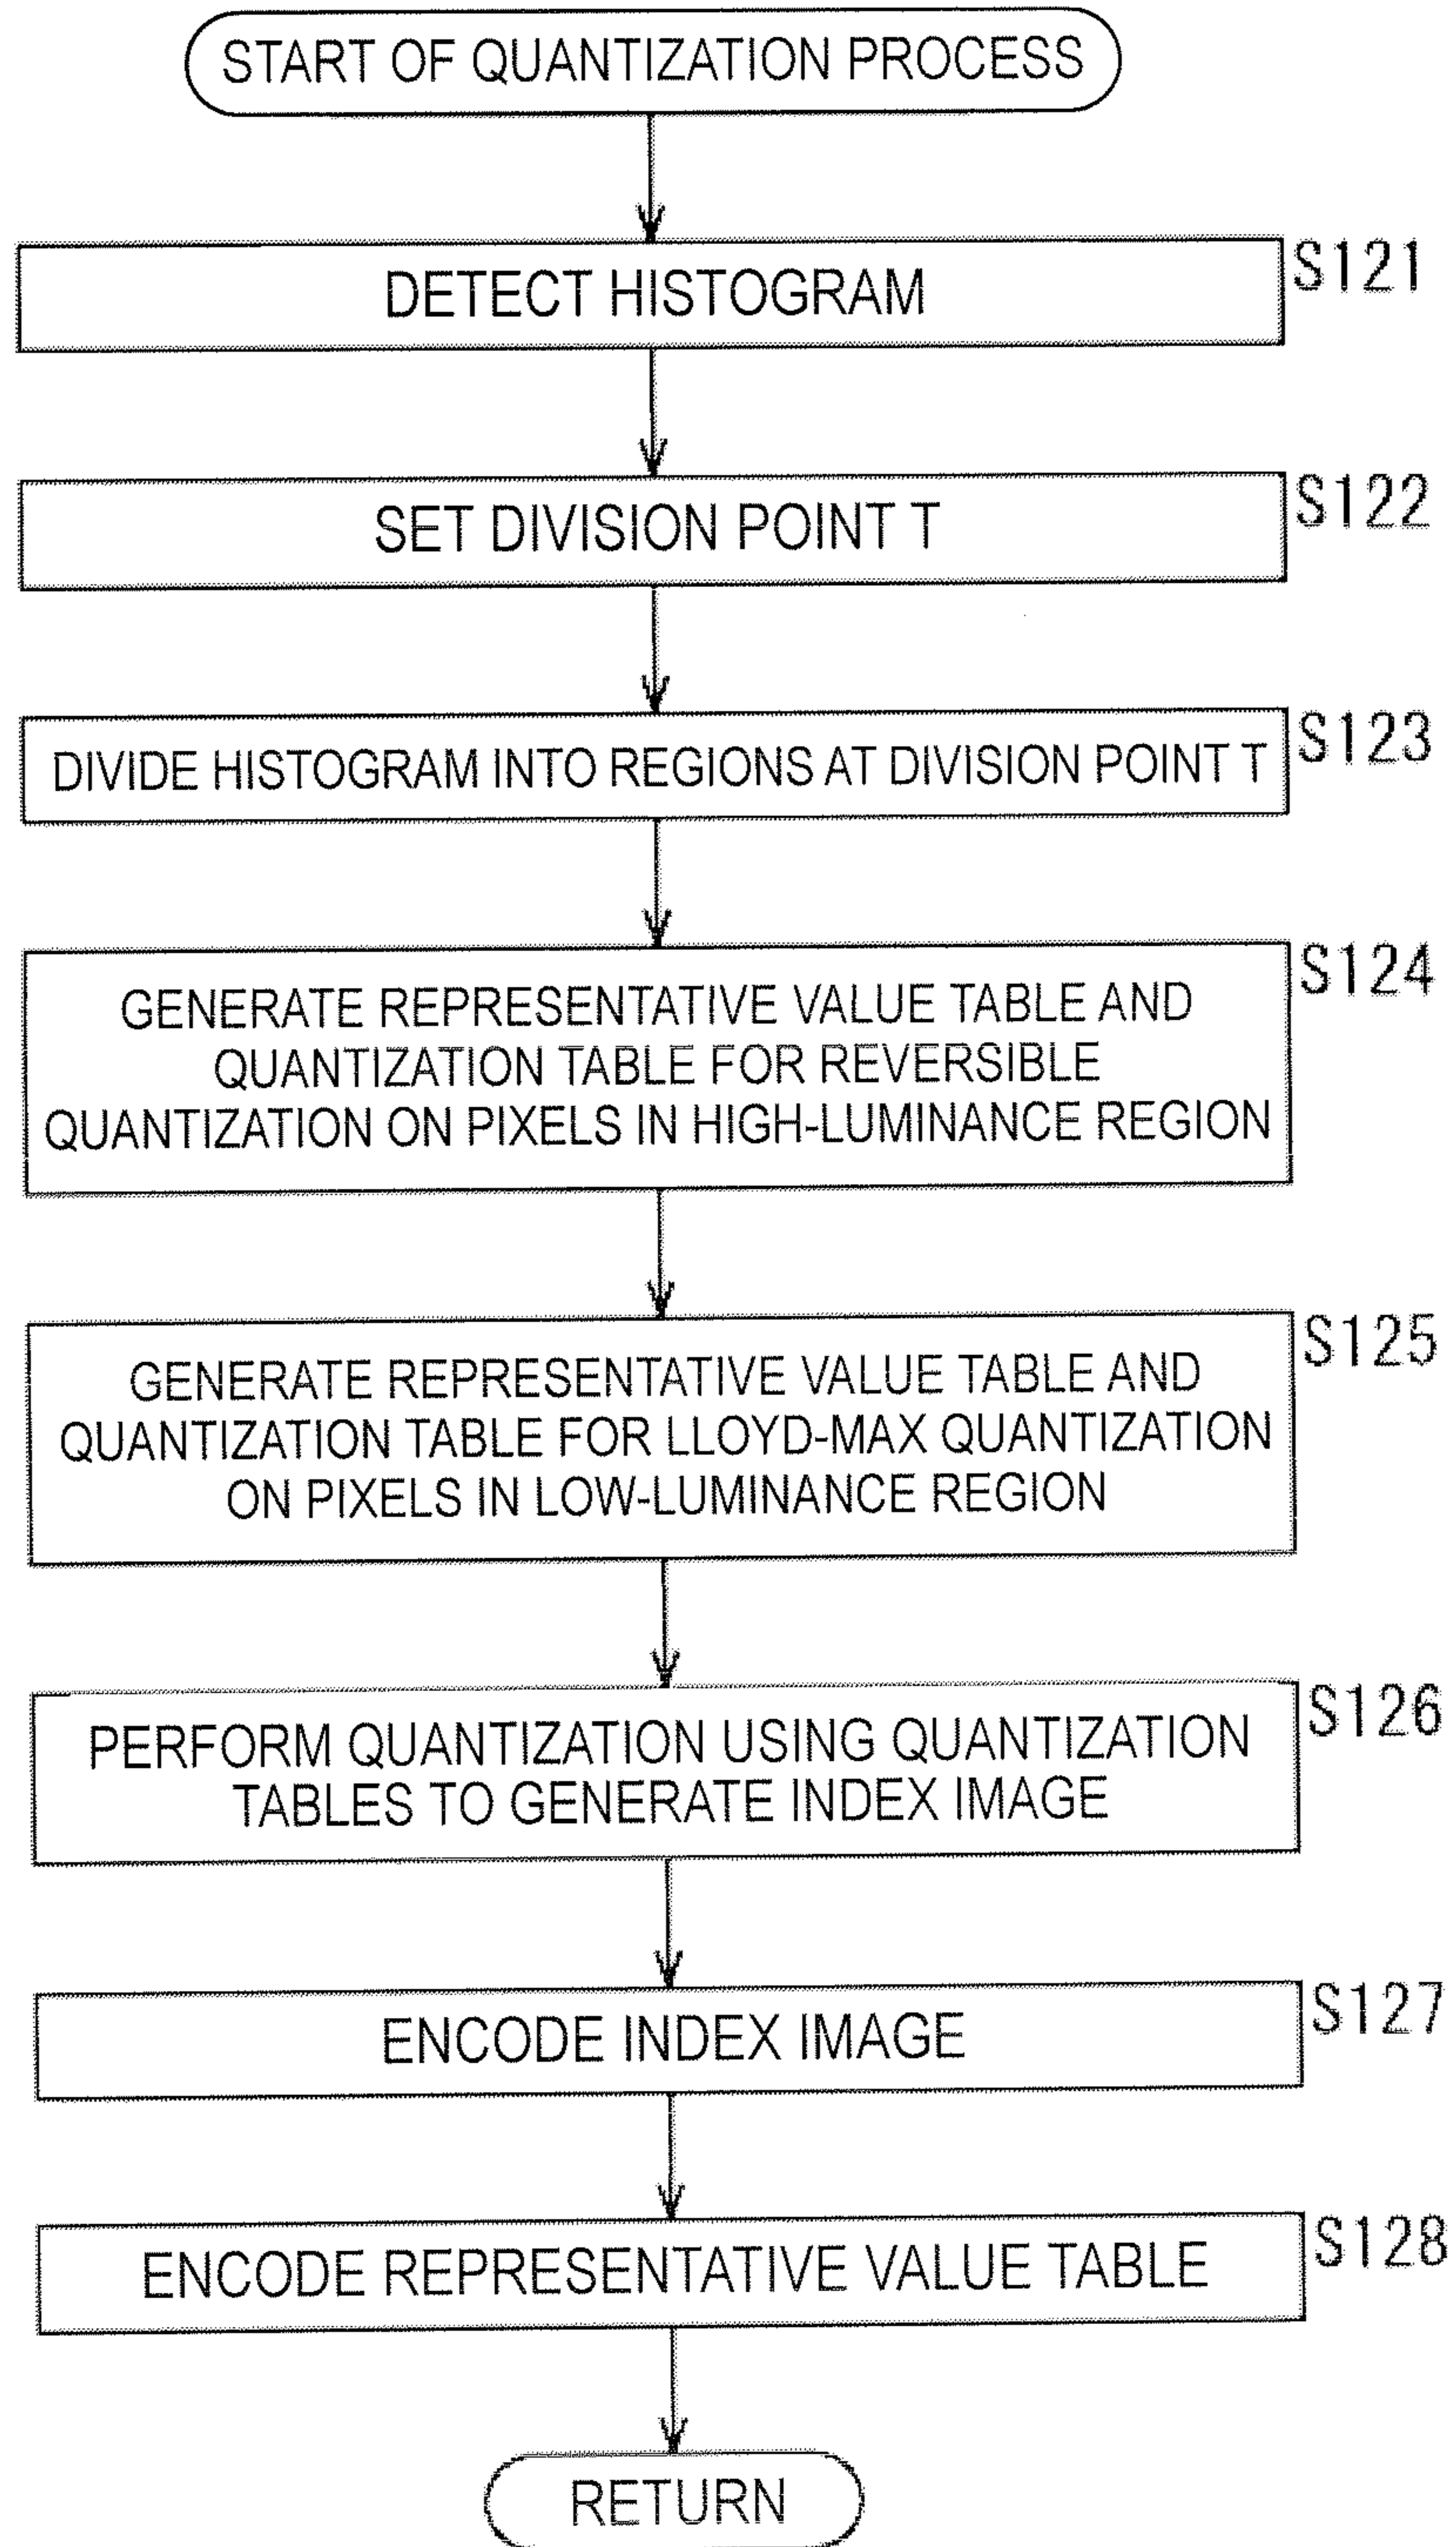 START OF QUANTIZATION PROCESS
DETECT HISTOGRAM
S121
SET DIVISION POINT T
S122
DIVIDE HISTOGRAM INTO REGIONS AT DIVISION POINT T
S123
GENERATE REPRESENTATIVE VALUE TABLE AND
QUANTIZATION TABLE FOR REVERSIBLE
QUANTIZATION ON PIXELS IN HIGH-LUMINANCE REGION
S124
GENERATE REPRESENTATIVE VALUE TABLE AND
QUANTIZATION TABLE FOR LLOYD-MAX QUANTIZATION
ON PIXELS IN LOW-LUMINANCE REGION
S125
PERFORM QUANTIZATION USING QUANTIZATION
TABLES TO GENERATE INDEX IMAGE
S126
ENCODE INDEX IMAGE
S127
ENCODE REPRESENTATIVE VALUE TABLE
S128
RETURN